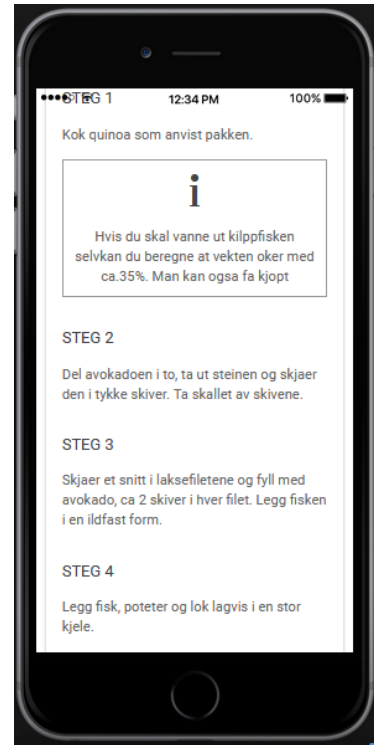 STEG 1
12:34 PM
100%
Kok quinoa som anvist pakken.
i
Hvis du skal vanne ut kilppfisken
selvkan du beregne at vekten oker med
ca.35%. Man kan ogsa fa kjopt
STEG 2
Del avokadoen i to, ta ut steinen og skjaer
den i tykke skiver. Ta skallet av skivene.
STEG 3
Skjaer et snitt i laksefiletene og fyll med
avokado, ca 2 skiver i hver filet. Legg fisken
i en ildfast form.
STEG 4
Legg fisk, poteter og lok lagvis i en stor
kjele.